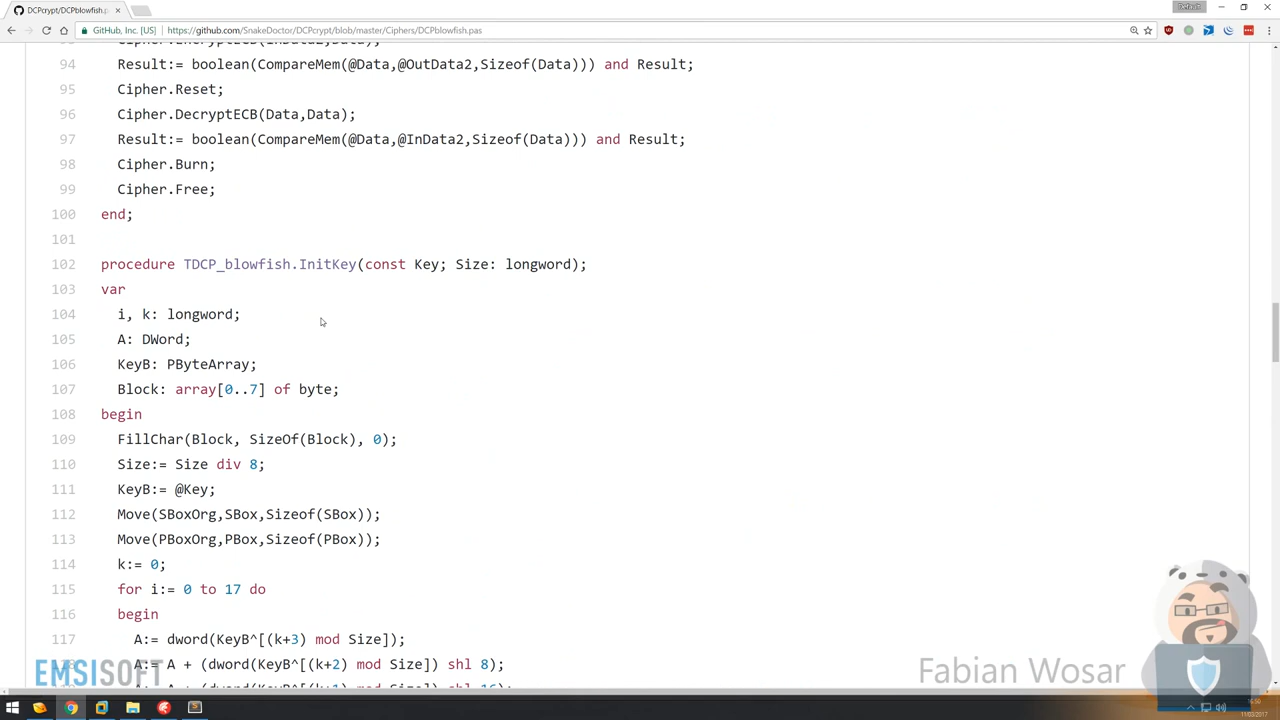 DCPcrypt/DCPblowfish.p
Default
GitHub, Inc. [US] https://github.com/SnakeDoctor/DCPcrypt/blob/master/Ciphers/DCPblowfish.pas
94 Result:= boolean(CompareMem(@Data,@OutData2,Sizeof(Data))) and Result;
95 Cipher.Reset;
96 Cipher.DecryptECB(Data,Data);
97 Result:= boolean(CompareMem(@Data,@InData2,Sizeof(Data))) and Result;
98 Cipher.Burn;
99 Cipher.Free;
100 end;
101
102 procedure TDCP_blowfish.InitKey(const Key; Size: longword);
103 var
104 i, k: longword;
105 A: DWord;
106 KeyB: PByteArray;
107 Block: array[0..7] of byte;
108 begin
109 FillChar(Block, SizeOf(Block), 0);
110 Size:= Size div 8;
111 KeyB:= @Key;
112 Move(SBoxOrg,SBox,Sizeof(SBox));
113 Move(PBoxOrg,PBox,Sizeof(PBox));
114 k:= 0;
115 for i:= 0 to 17 do
116 begin
117 A:= dword(KeyB^[(k+3) mod Size]);
A:= A + (dword(KeyB^[(k+2) mod Size]) shl 8);
EMSISOFT
Fabian Wosar
16:50
11/03/2017